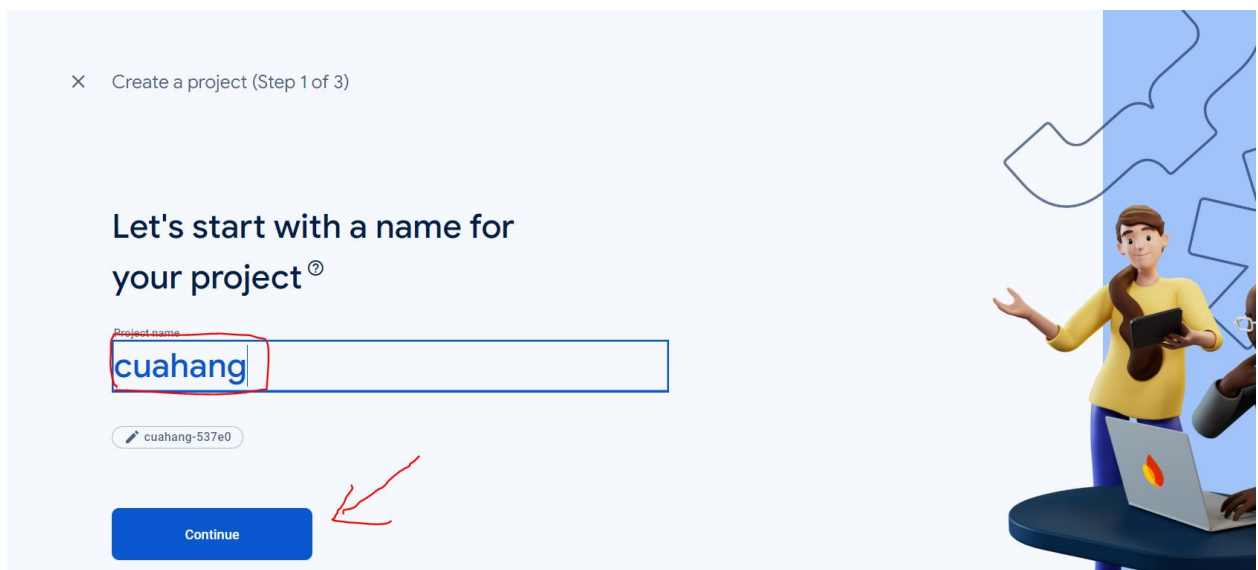 Create a project (Step 1 of 3)
Let's start with a name for
your project
Project name
cuahang
cuahang-537e0
Continue